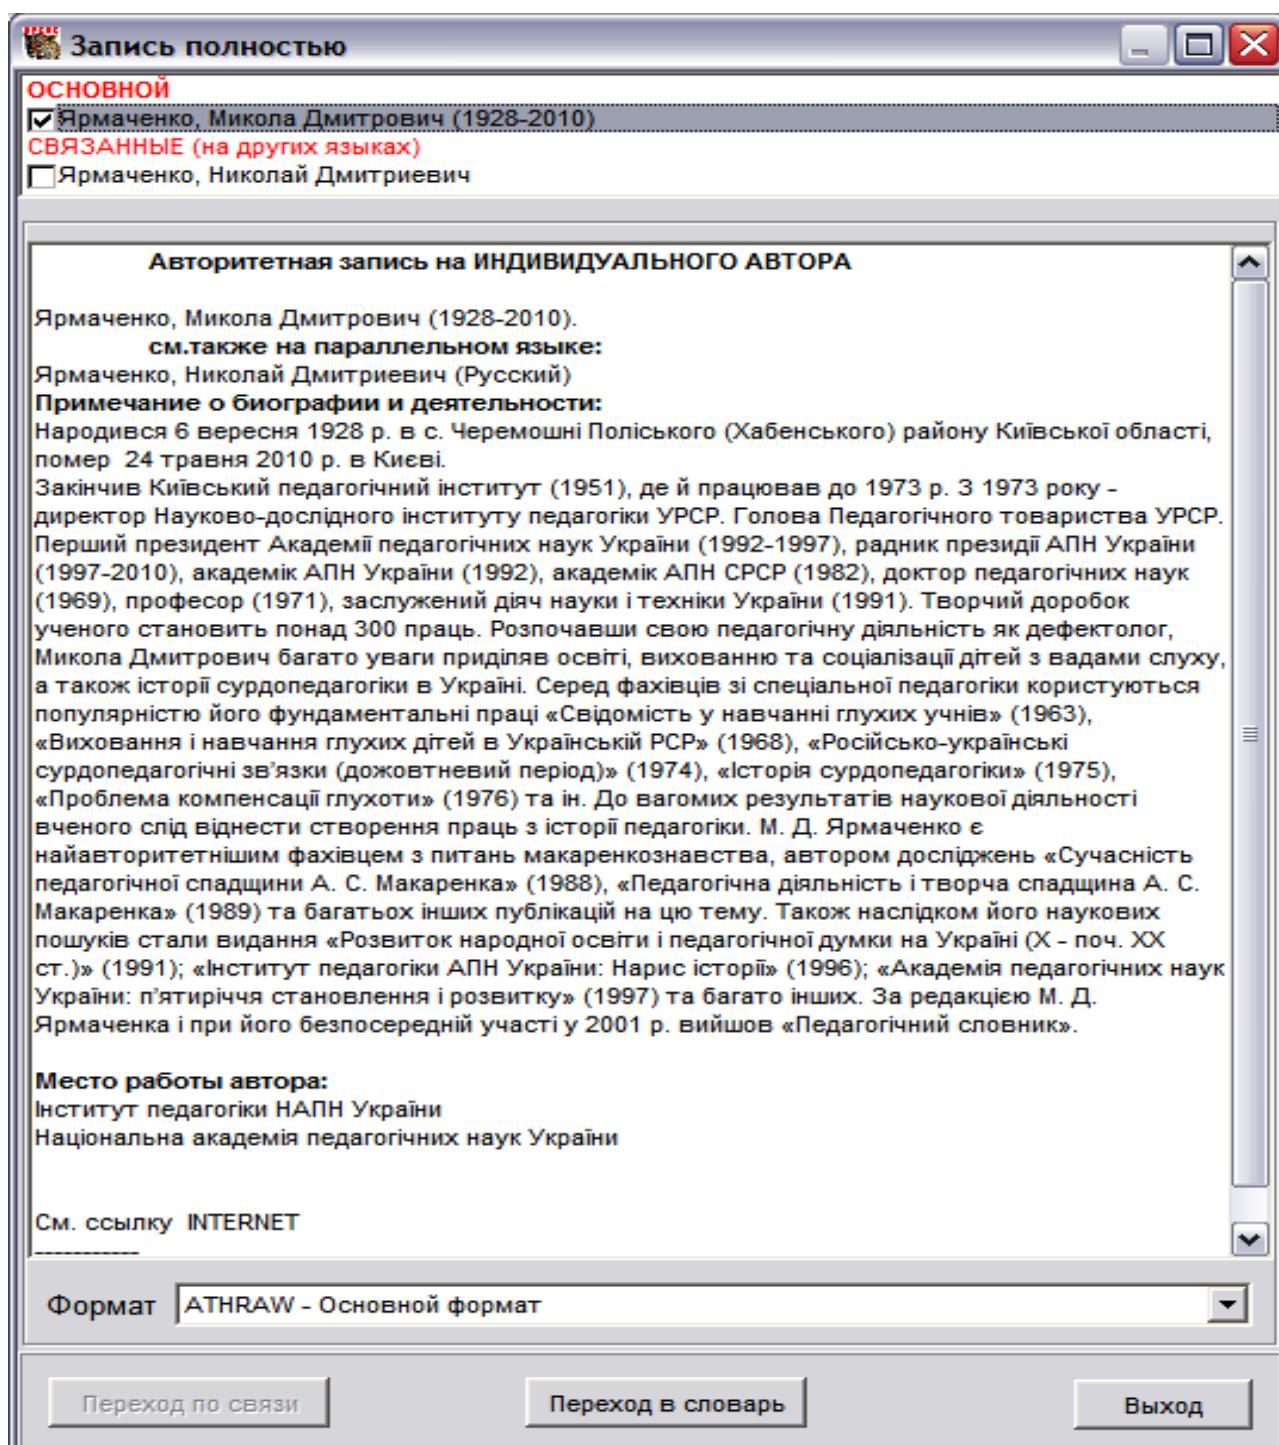 Запись полностью
ОСНОВНОЙ
Ярмаченко, Микола Дмитрович (1928-2010)
СВЯЗАННЫЕ (на других языках)
Ярмаченко, Николай Дмитриевич
Авторитетная запись на ИНДИВИДУАЛЬНОГО АВТОРА
Ярмаченко, Микола Дмитрович (1928-2010).
см.также на параллельном языке:
Ярмаченко, Николай Дмитриевич (Русский)
Примечание о биографии и деятельности:
Народився 6 вересня 1928 р. в с. Черемошні Поліського (Хабенського) району Київської області,
помер 24 травня 2010 р. в Києві.
Закінчив Київський педагогічний інститут (1951), де й працював до 1973 р. З 1973 року -
директор Науково-дослідного інституту педагогіки УРСР. Голова Педагогічного товариства УРСР.
Перший президент Академії педагогічних наук України (1992-1997), радник президії АПН України
(1997-2010), академік АПН України (1992), академік АПН СРСР (1982), доктор педагогічних наук
(1969), професор (1971), заслужений діяч науки і техніки України (1991). Творчий доробок
ученого становить понад 300 праць. Розпочавши свою педагогічну діяльність як дефектолог,
Микола Дмитрович багато уваги приділяв освіті, вихованню та соціалізації дітей з вадами слуху,
а також історії сурдопедагогіки в Україні. Серед фахівців зі спеціальної педагогіки користуються
популярністю його фундаментальні праці «Свідомість у навчанні глухих учнів» (1963),
«Виховання і навчання глухих дітей в Українській РСР» (1968), «Російсько-українські
сурдопедагогічні зв'язки (дожовтневий період)» (1974), «Історія сурдопедагогіки» (1975),
«Проблема компенсації глухоти» (1976) та ін. До вагомих результатів наукової діяльності
вченого слід віднести створення праць з історії педагогіки. М. Д. Ярмаченко є
найавторитетнішим фахівцем з питань макаренкознавства, автором досліджень «Сучасність
педагогічної спадщини А. С. Макаренка» (1988), «Педагогічна діяльність і творча спадщина А. С.
Макаренка» (1989) та багатьох інших публікацій на цю тему. Також наслідком його наукових
пошуків стали видання «Розвиток народної освіти і педагогічної думки на Україні (X - поч. XX
ст.)» (1991); «Інститут педагогіки АПН України: Нарис історії» (1996); «Академія педагогічних наук
України: п'ятиріччя становлення і розвитку» (1997) та багато інших. За редакцією М. Д.
Ярмаченка і при його безпосередній участі у 2001 р. вийшов «Педагогічний словник».
Место работы автора:
Інститут педагогіки НАПН України
Національна академія педагогічних наук України
См. ссылку INTERNET
-----------
Формат ATHRAW - Основной формат
Переход по связи Переход в словарь Выход